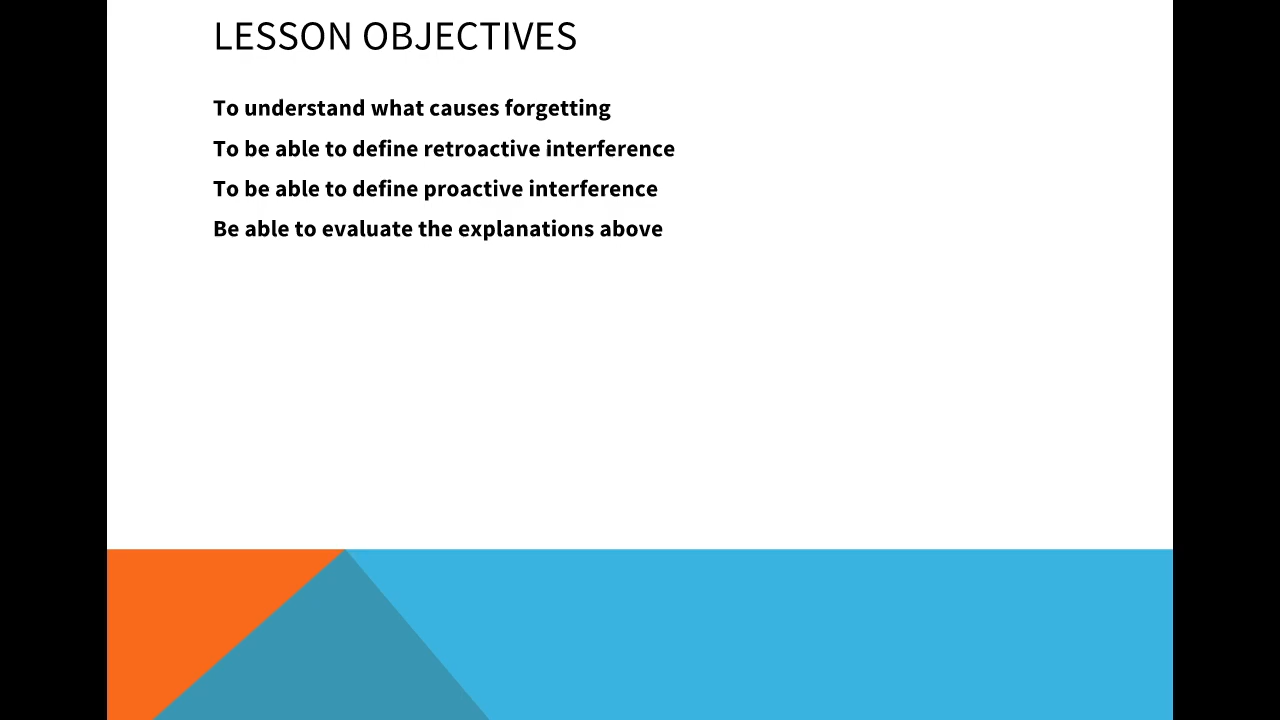 LESSON OBJECTIVES
To understand what causes forgetting
To be able to define retroactive interference
To be able to define proactive interference
Be able to evaluate the explanations above